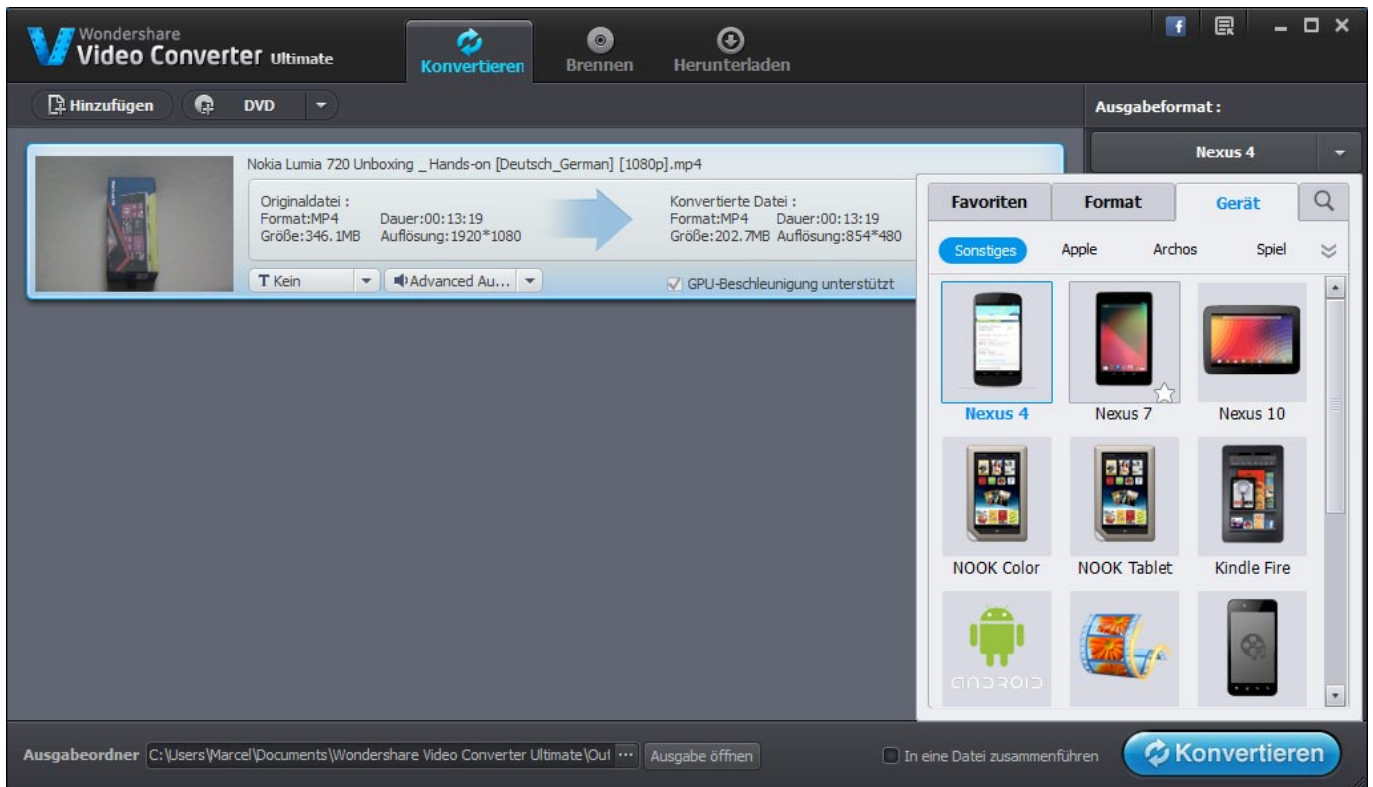 Wondershare
Video Converter Ultimate
Konvertieren
Brennen
Herunterladen
Hinzufügen
DVD
Ausgabeformat :
Nexus 4
Nokia Lumia 720 Unboxing _ Hands-on [Deutsch_German] [1080p].mp4
Originaldatei :
Format:MP4 Dauer:00:13:19
Größe:346.1MB Auflösung:1920*1080
Konvertierte Datei :
Format:MP4 Dauer:00:13:19
Größe:202.7MB Auflösung:854*480
T Kein
Advanced Au...
GPU-Beschleunigung unterstützt
Favoriten
Format
Gerät
Sonstiges
Apple
Archos
Spiel
Nexus 4
Nexus 7
Nexus 10
NOOK Color
NOOK Tablet
Kindle Fire
ANDROID
Ausgabeordner
C:\Users\Marcel\Documents\Wondershare Video Converter Ultimate\Out
...
Ausgabe öffnen
In eine Datei zusammenführen
Konvertieren